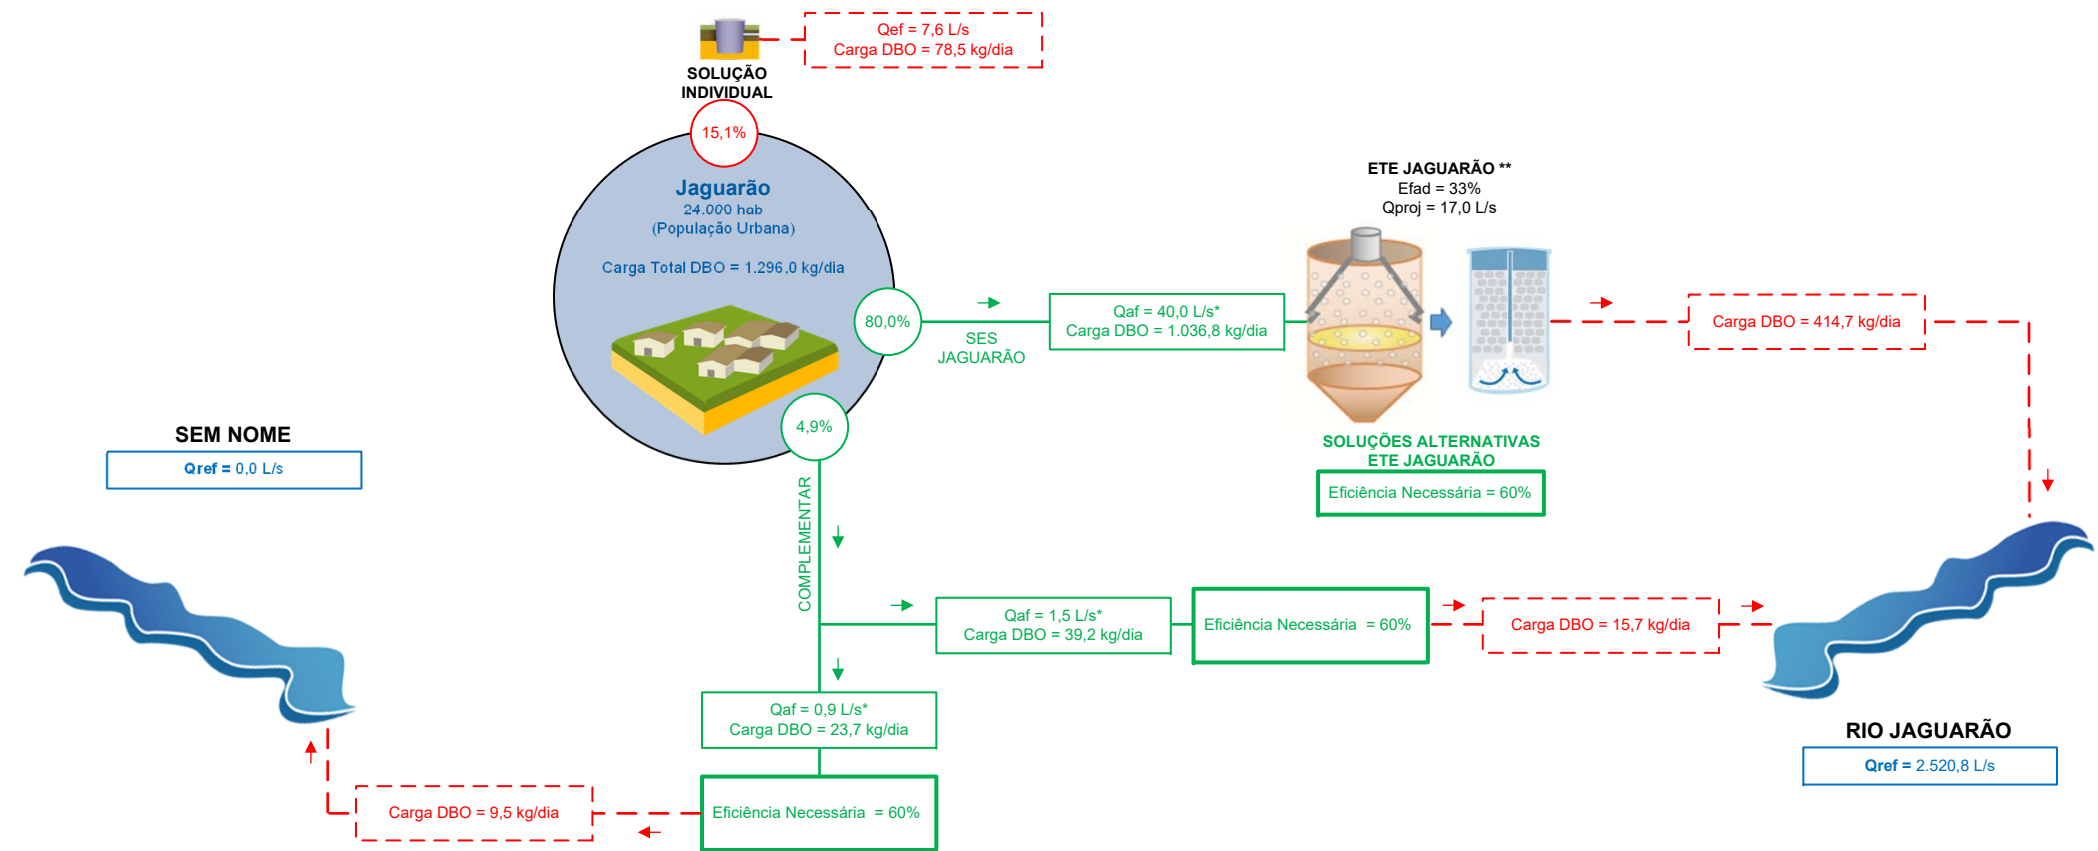 Qef = 7,6 L/s
Carga DBO = 78,5 kg/dia
SOLUÇÃO
INDIVIDUAL
15,1%
Jaguarão
24.000 hab
(População Urbana)
Carga Total DBO = 1.296,0 kg/dia
80,0%
SES
JAGUARÃO
Qaf = 40,0 L/s*
Carga DBO = 1.036,8 kg/dia
ETE JAGUARÃO **
Efad = 33%
Qproj = 17,0 L/s
Carga DBO = 414,7 kg/dia
SOLUÇÕES ALTERNATIVAS
ETE JAGUARÃO
Eficiência Necessária = 60%
4,9%
SEM NOME
Qref = 0,0 L/s
COMPLEMENTAR
Qaf = 1,5 L/s*
Carga DBO = 39,2 kg/dia
Eficiência Necessária = 60%
Carga DBO = 15,7 kg/dia
Qaf = 0,9 L/s*
Carga DBO = 23,7 kg/dia
RIO JAGUARÃO
Qref = 2.520,8 L/s
Eficiência Necessária = 60%
Carga DBO = 9,5 kg/dia